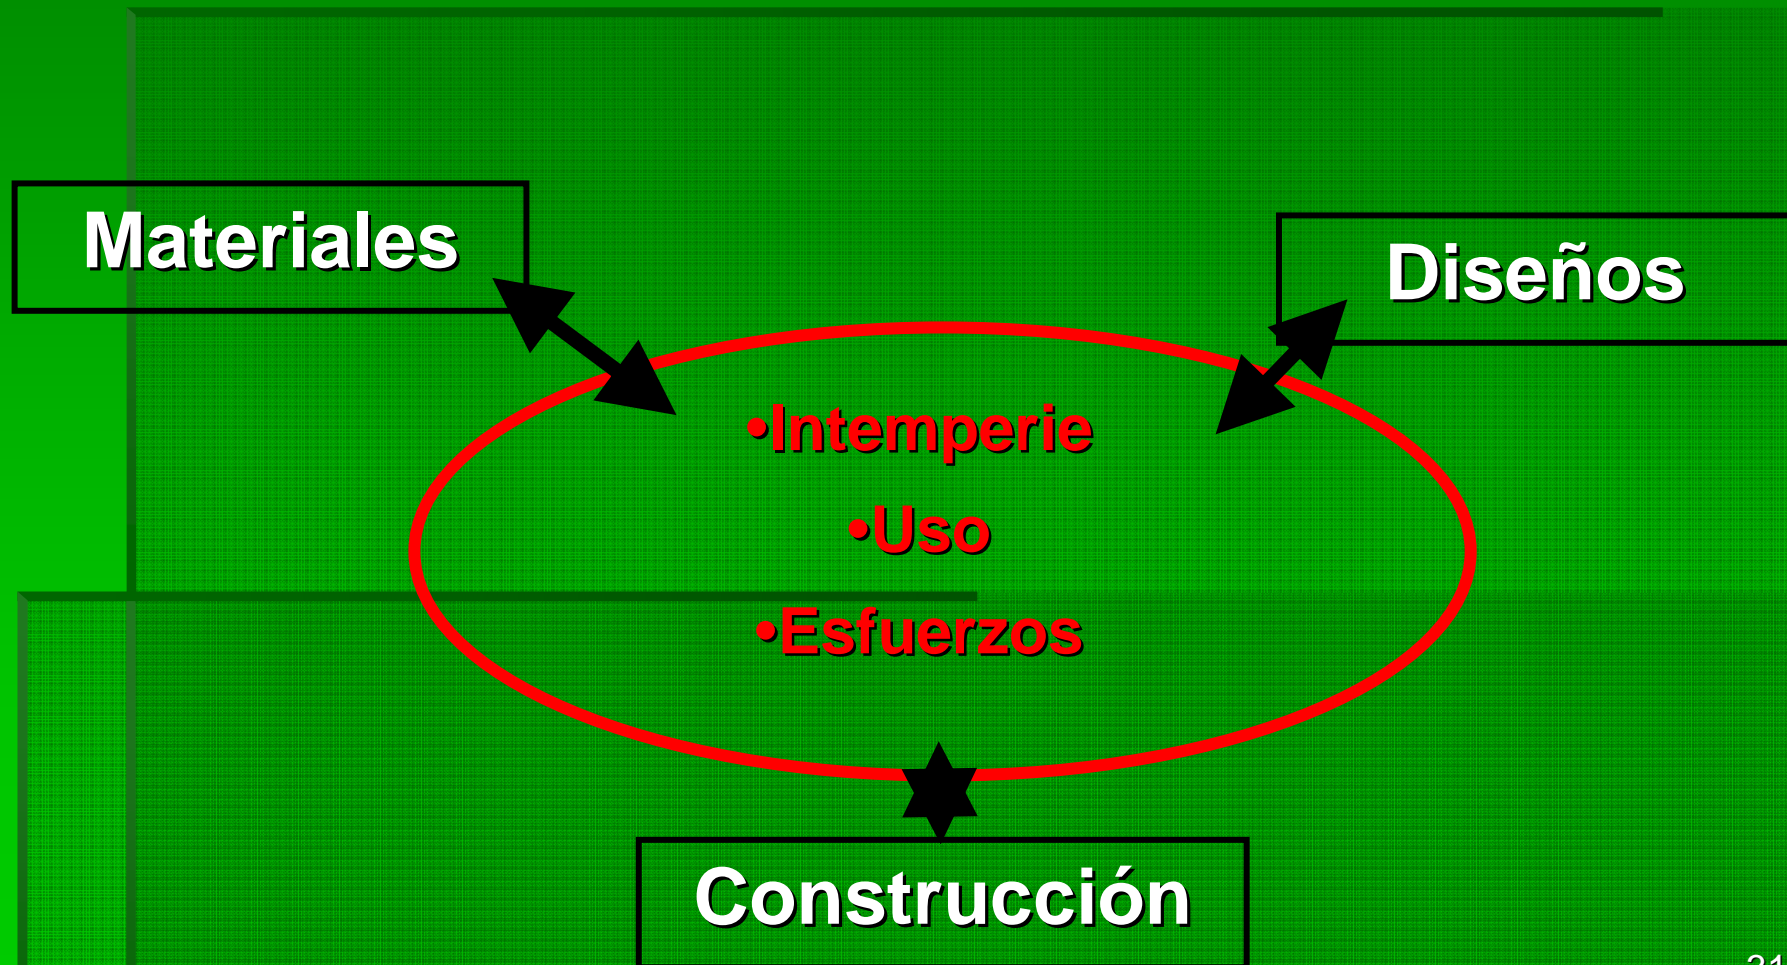 Materiales
Diseños
•Intemperie
•Uso
•Esfuerzos
Construcción